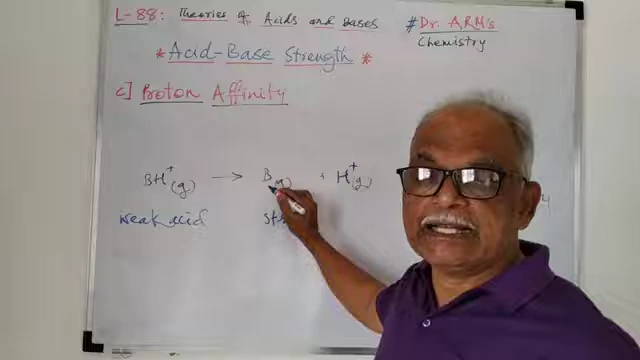 L-88: Theories of Acids and Bases
# Dr. ARM's Chemistry
* Acid-Base Strength *
c] Proton Affinity
BH⁺(g) → B(g) + H⁺(g)
weak acid